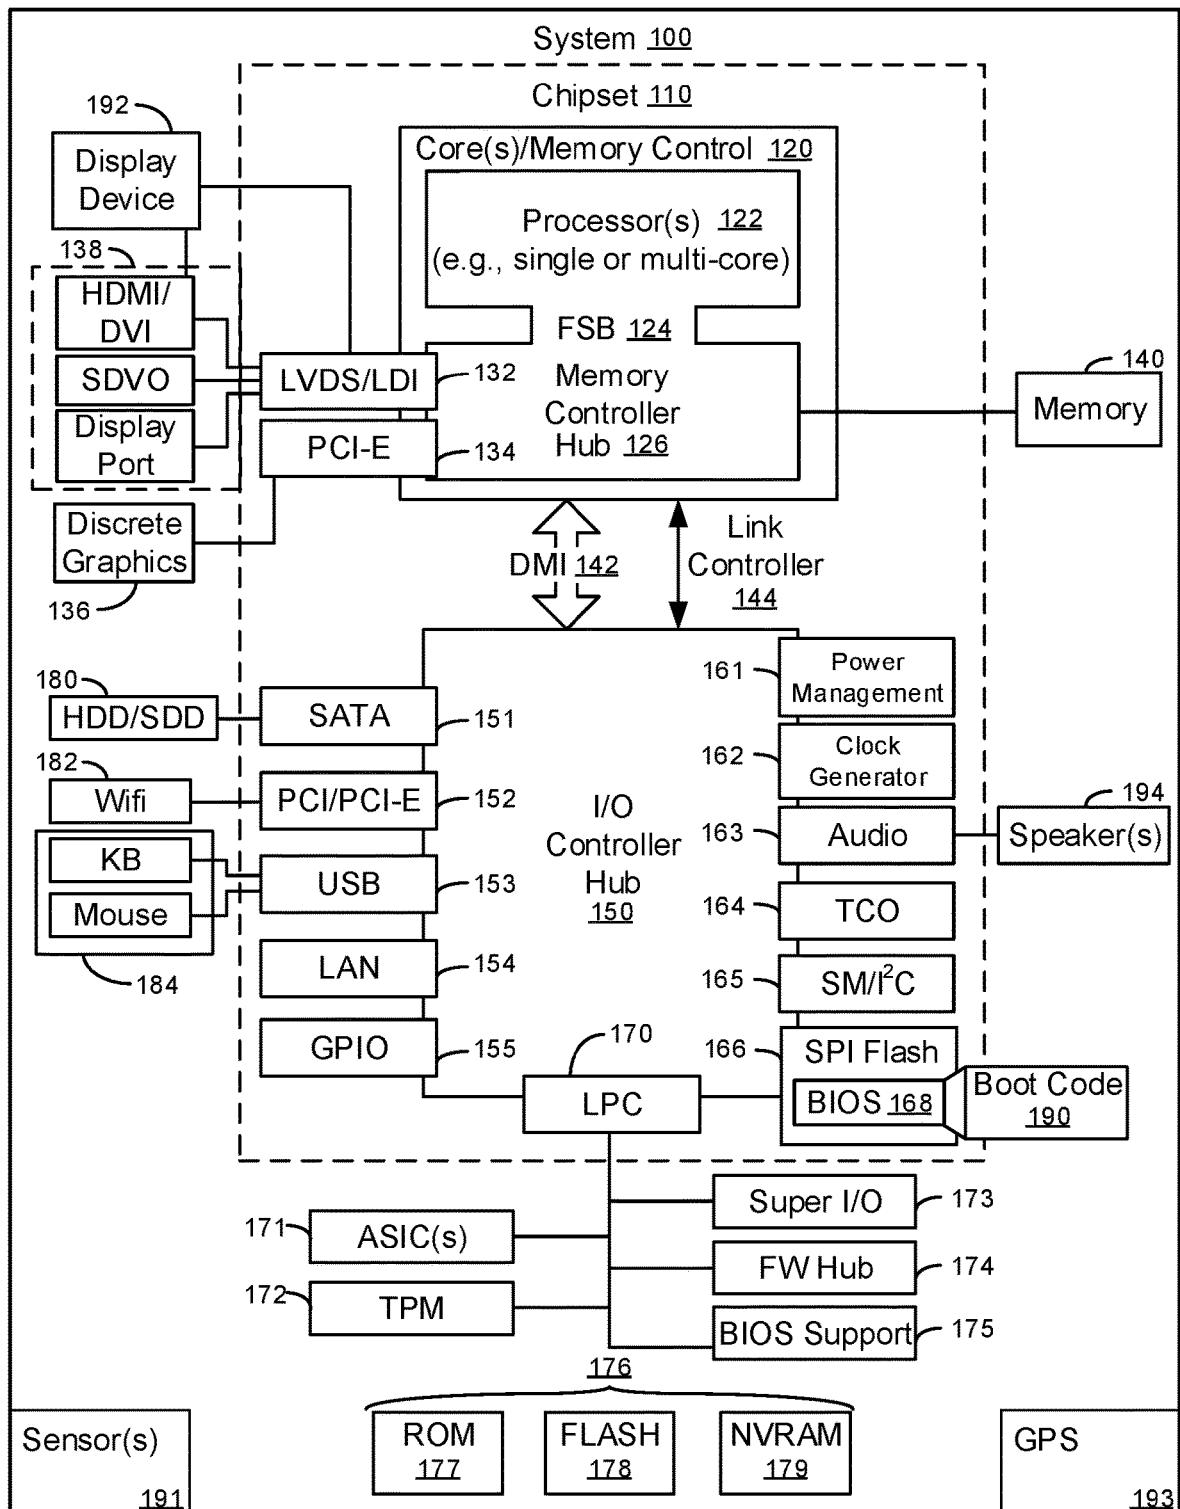 System 100
Chipset 110
192
Display
Device
Core(s)/Memory Control 120
Processor(s) 122
(e.g., single or multi-core)
138
HDMI/
DVI
SDVO
Display
Port
FSB 124
LVDS/LDI
132
PCI-E
134
Memory
Controller
Hub 126
140
Memory
Discrete
Graphics
136
DMI 142
Link
Controller
144
180
HDD/SDD
SATA
151
182
Wifi
PCI/PCI-E
152
KB
Mouse
184
USB
153
LAN
154
GPIO
155
I/O
Controller
Hub
150
161
Power
Management
162
Clock
Generator
163
Audio
194
Speaker(s)
164
TCO
165
SM/I²C
166
SPI Flash
BIOS 168
Boot Code
190
170
LPC
171
ASIC(s)
172
TPM
Super I/O
173
FW Hub
174
BIOS Support
175
176
ROM
177
FLASH
178
NVRAM
179
Sensor(s)
191
GPS
193